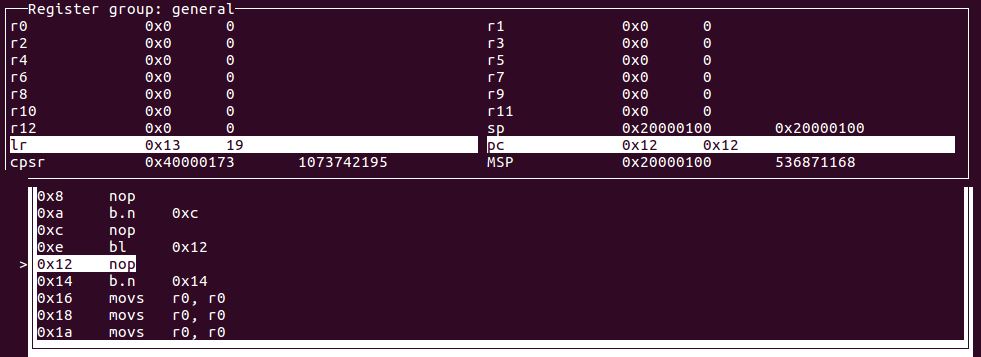 Register group: general
r0 0x0 0 r1 0x0 0
r2 0x0 0 r3 0x0 0
r4 0x0 0 r5 0x0 0
r6 0x0 0 r7 0x0 0
r8 0x0 0 r9 0x0 0
r10 0x0 0 r11 0x0 0
r12 0x0 0 sp 0x20000100 0x20000100
lr 0x13 19 pc 0x12 0x12
cpsr 0x40000173 1073742195 MSP 0x20000100 536871168
0x8 nop
0xa b.n 0xc
0xc nop
0xe bl 0x12
> 0x12 nop
0x14 b.n 0x14
0x16 movs r0, r0
0x18 movs r0, r0
0x1a movs r0, r0